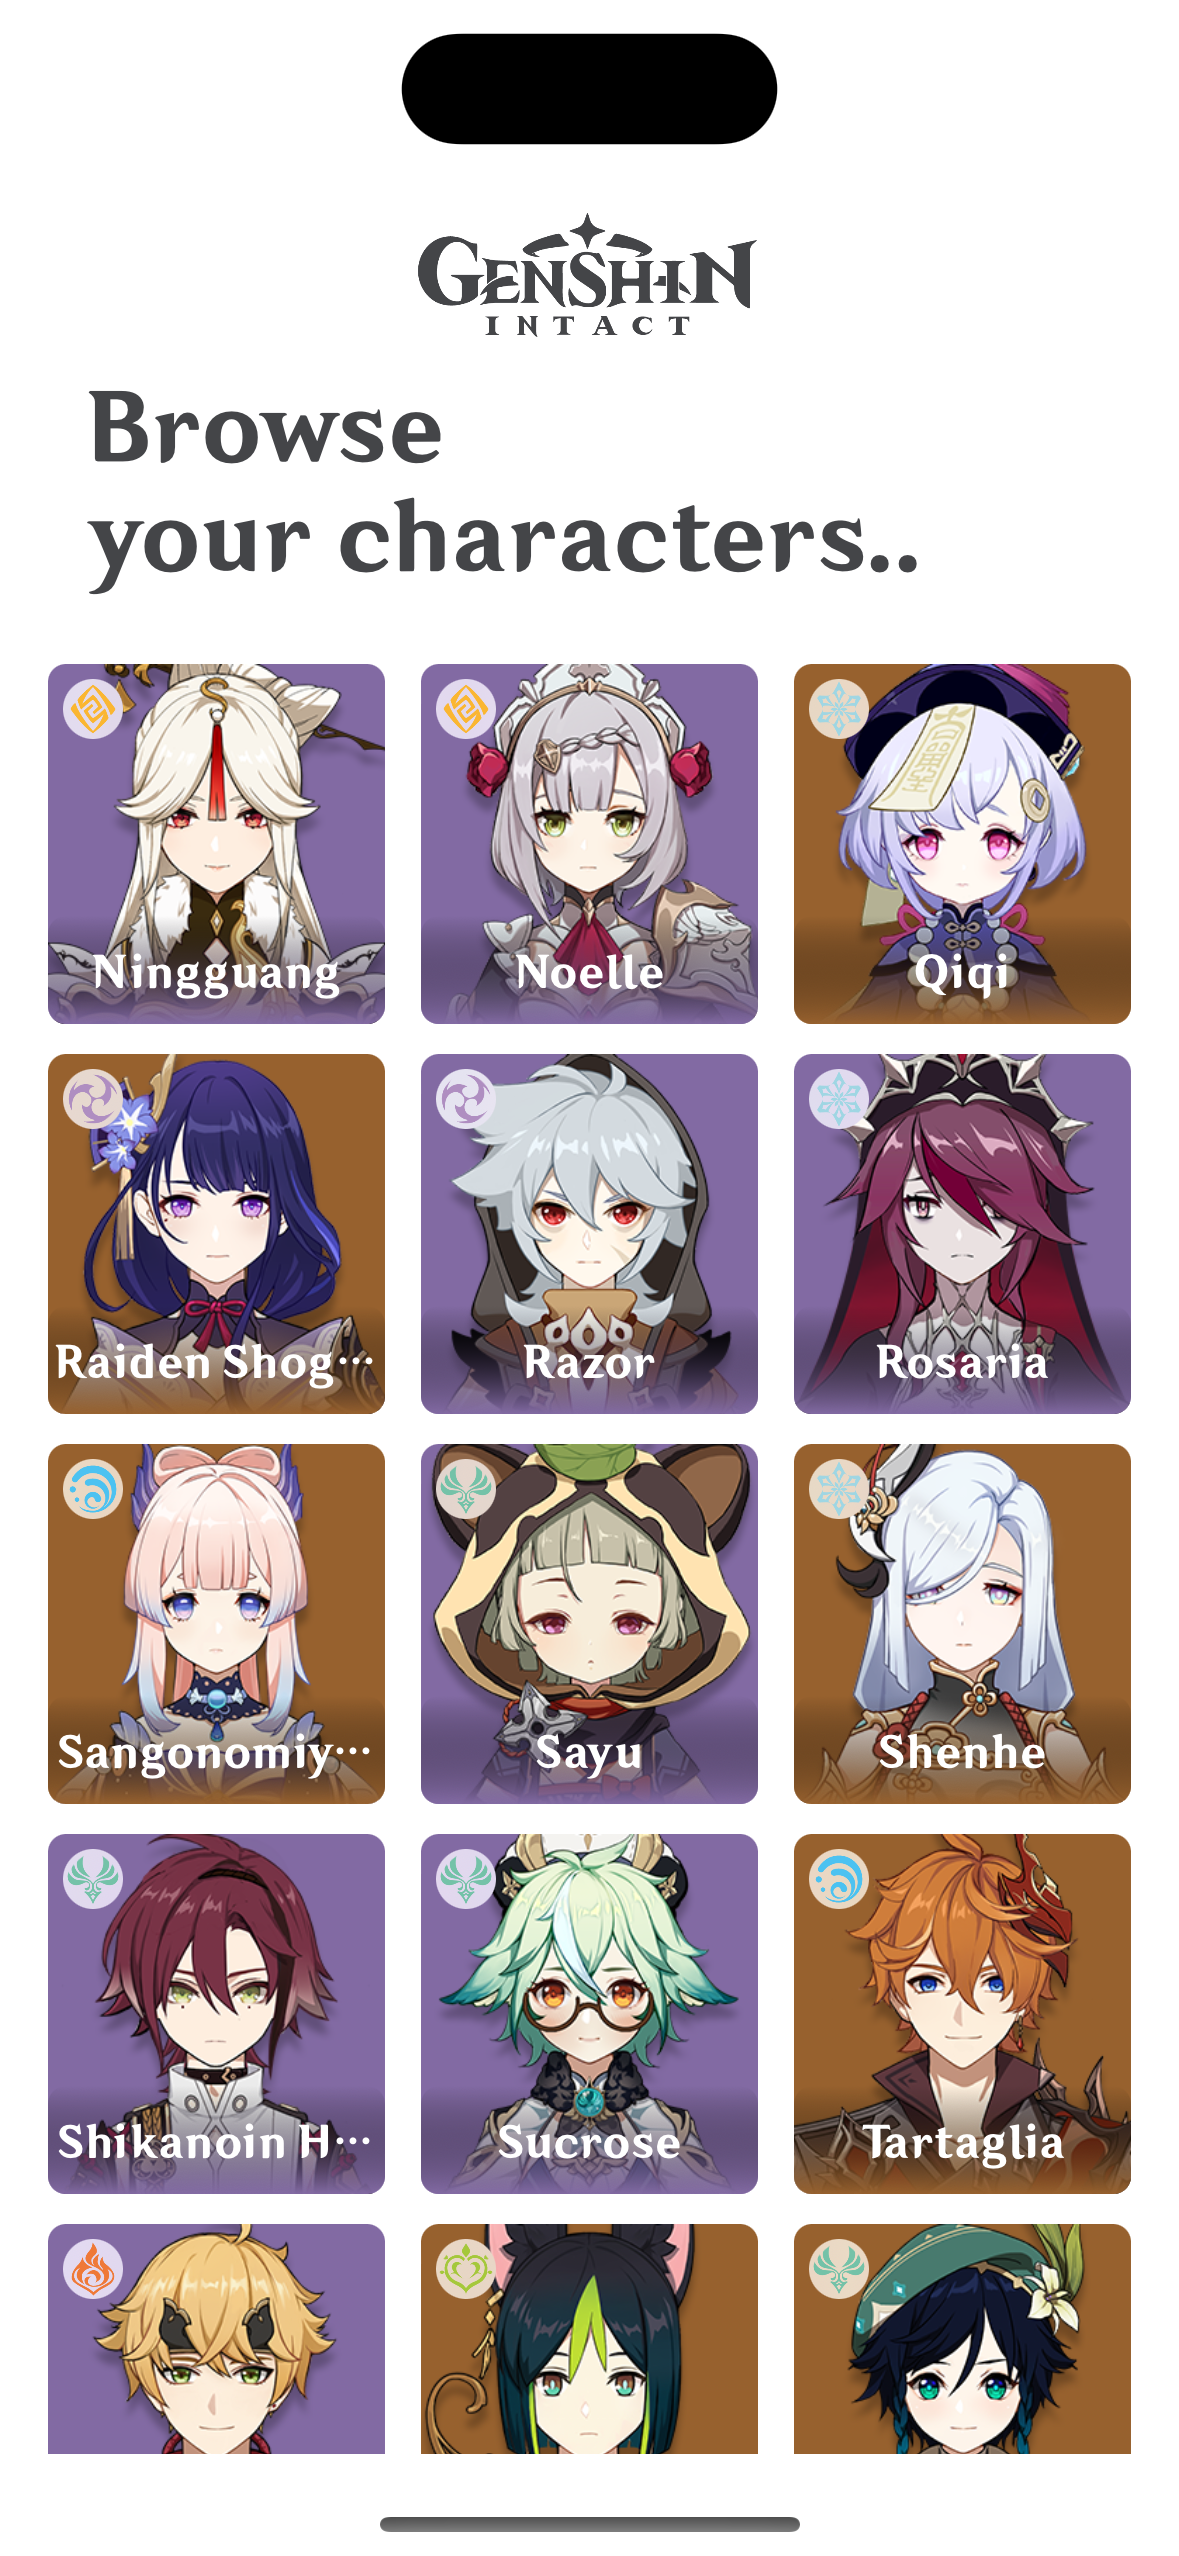 GENSHIN
INTACT
Browse
your characters..
Ningguang
Noelle
Qiqi
Raiden Shog…
Razor
Rosaria
Sangonomiy…
Sayu
Shenhe
Shikanoin H…
Sucrose
Tartaglia